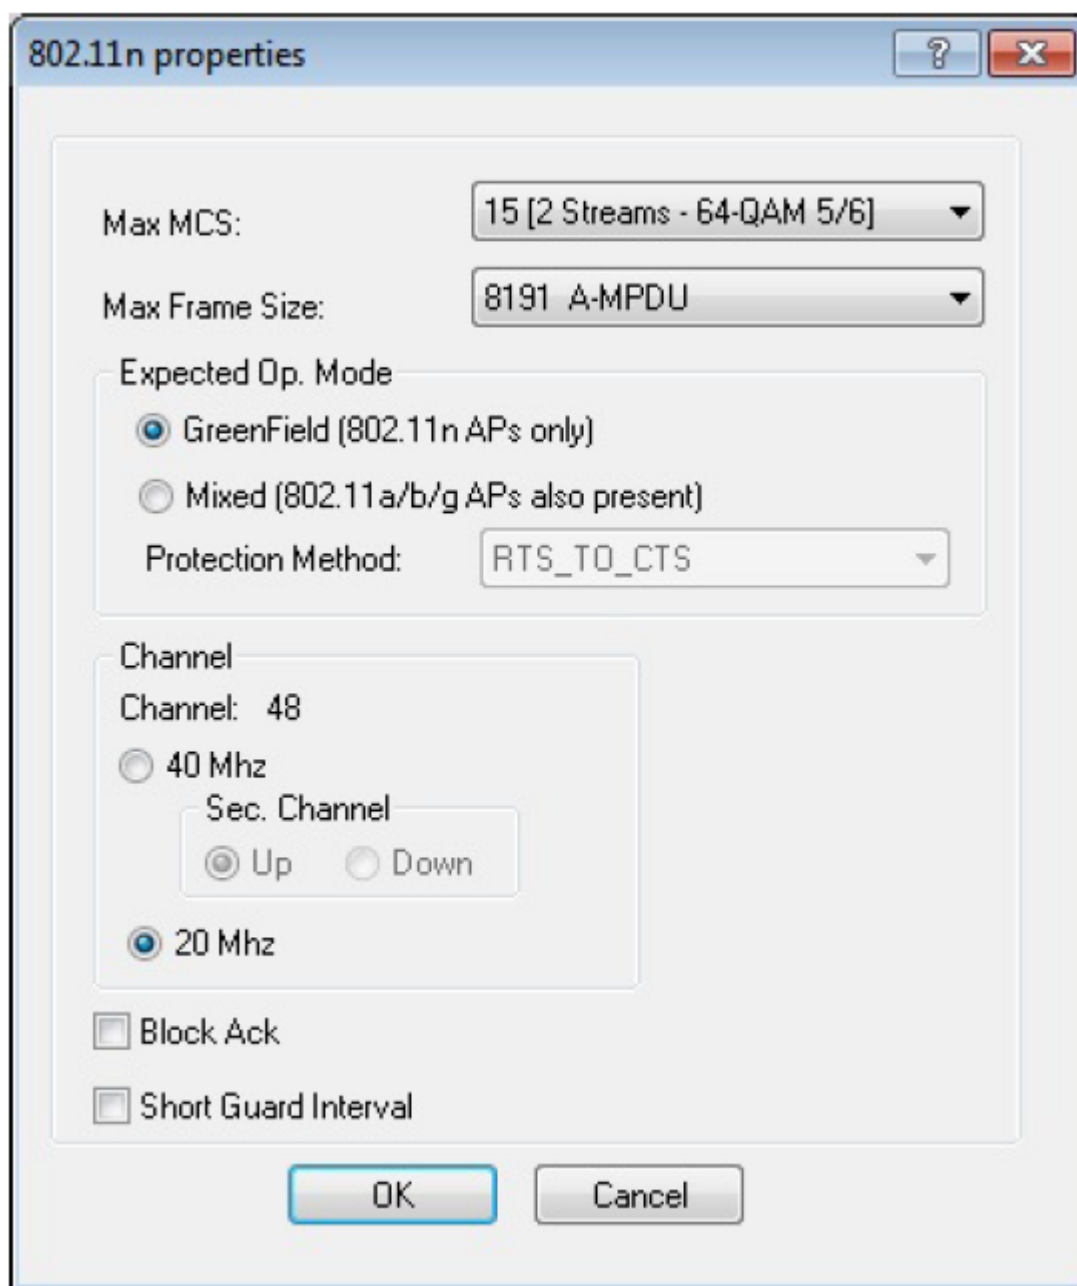 802.11n properties
Max MCS: 15 [2 Streams - 64-QAM 5/6]
Max Frame Size: 8191 A-MPDU
Expected Op. Mode
GreenField (802.11n APs only)
Mixed (802.11a/b/g APs also present)
Protection Method: RTS_TO_CTS
Channel
Channel: 48
40 Mhz
Sec. Channel
Up Down
20 Mhz
Block Ack
Short Guard Interval
OK Cancel